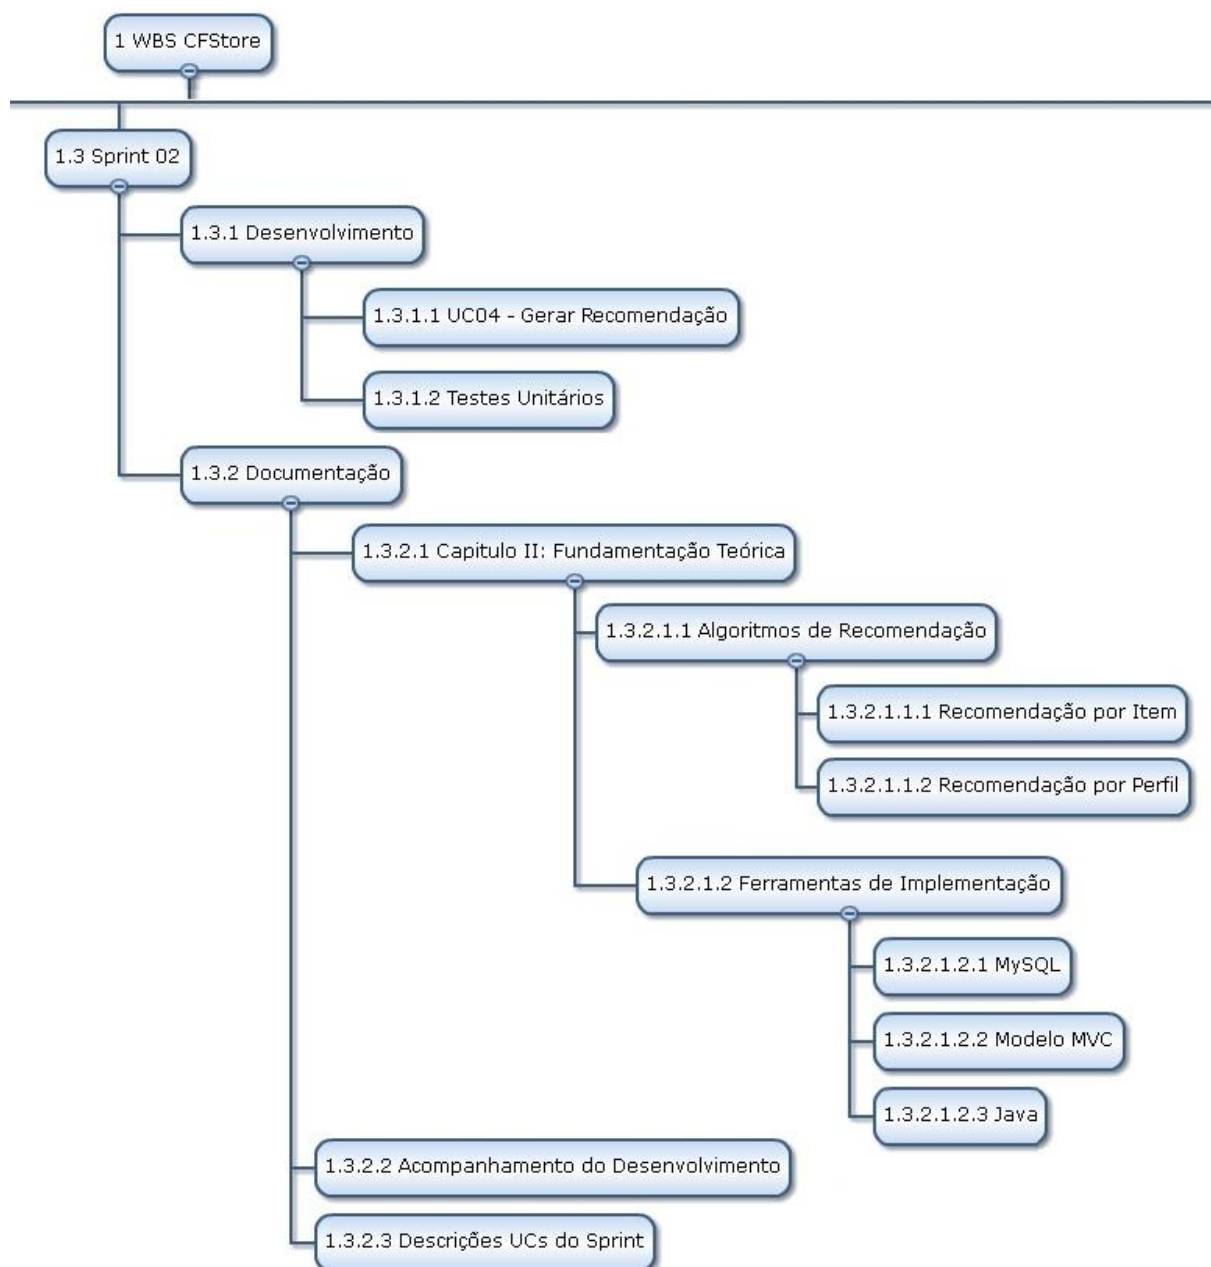 1 WBS CFStore
1.3 Sprint 02
1.3.1 Desenvolvimento
1.3.1.1 UC04 - Gerar Recomendação
1.3.1.2 Testes Unitários
1.3.2 Documentação
1.3.2.1 Capitulo II: Fundamentação Teórica
1.3.2.1.1 Algoritmos de Recomendação
1.3.2.1.1.1 Recomendação por Item
1.3.2.1.1.2 Recomendação por Perfil
1.3.2.1.2 Ferramentas de Implementação
1.3.2.1.2.1 MySQL
1.3.2.1.2.2 Modelo MVC
1.3.2.1.2.3 Java
1.3.2.2 Acompanhamento do Desenvolvimento
1.3.2.3 Descrições UCs do Sprint